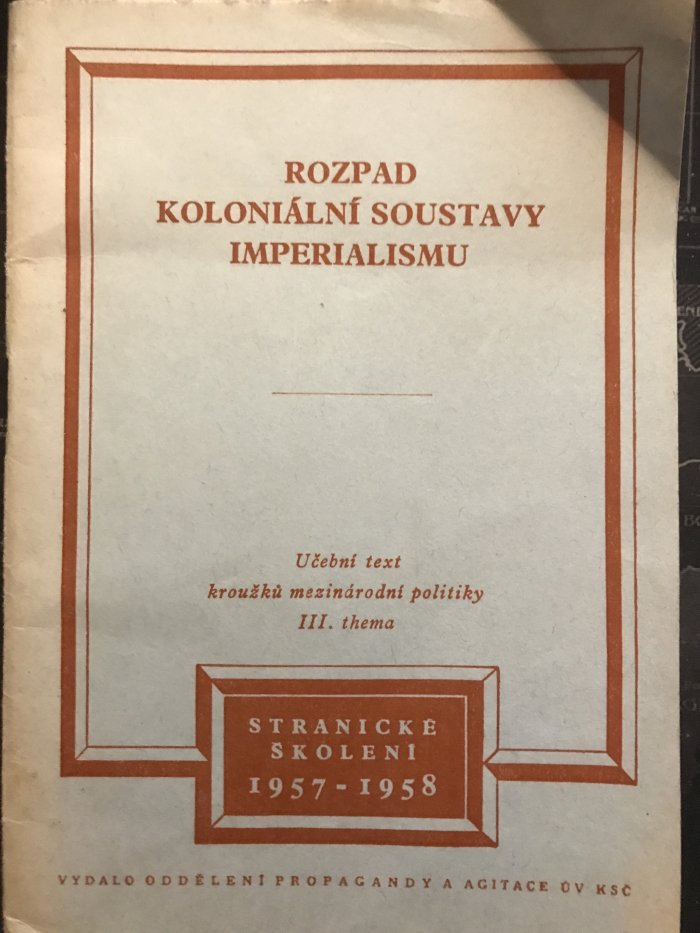 ROZPAD
KOLONIÁLNÍ SOUSTAVY
IMPERIALISMU
Učební text
kroužků mezinárodní politiky
III. thema
STRANICKÉ
ŠKOLENÍ
1957-1958
VYDALO ODDĚLENÍ PROPAGANDY A AGITACE ÚV KSČ